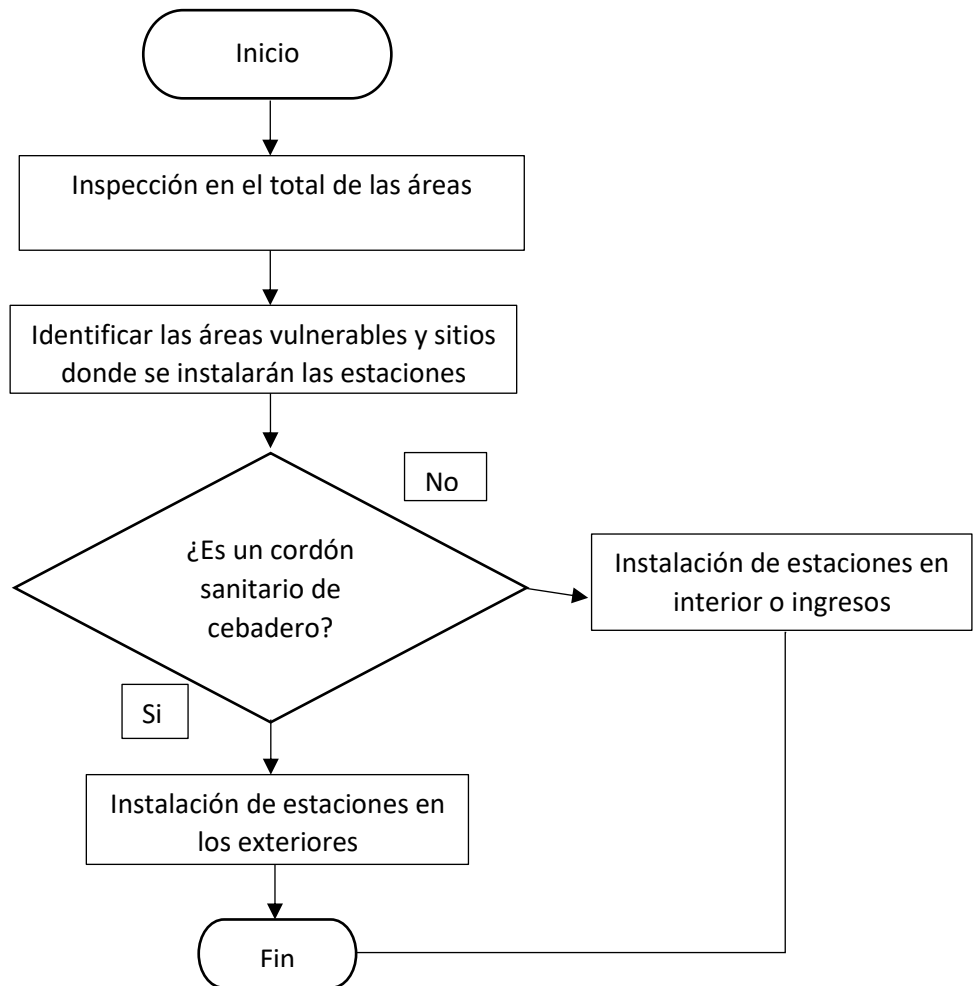 Inicio
Inspección en el total de las áreas
Identificar las áreas vulnerables y sitios
donde se instalarán las estaciones
No
¿Es un cordón
sanitario de
cebadero?
Instalación de estaciones en
interior o ingresos
Si
Instalación de estaciones en
los exteriores
Fin